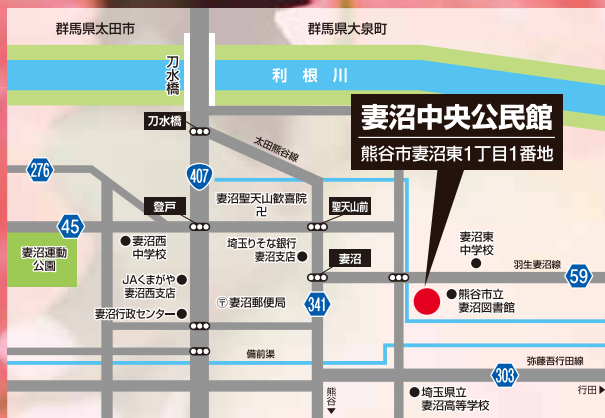 群馬県太田市
群馬県大泉町
刀水橋
利根川
刀水橋
太田熊谷線
妻沼中央公民館
熊谷市妻沼東1丁目1番地
276
407
登戸
妻沼聖天山歓喜院
卍
聖天山前
45
妻沼運動
公園
妻沼西
中学校
埼玉りそな銀行
妻沼支店
妻沼
妻沼東
中学校
羽生妻沼線
59
JAくまがや
妻沼西支店
〒妻沼郵便局
341
熊谷市立
妻沼図書館
妻沼行政センター
備前渠
弥藤吾行田線
303
熊谷▼
埼玉県立
妻沼高等学校
行田▶